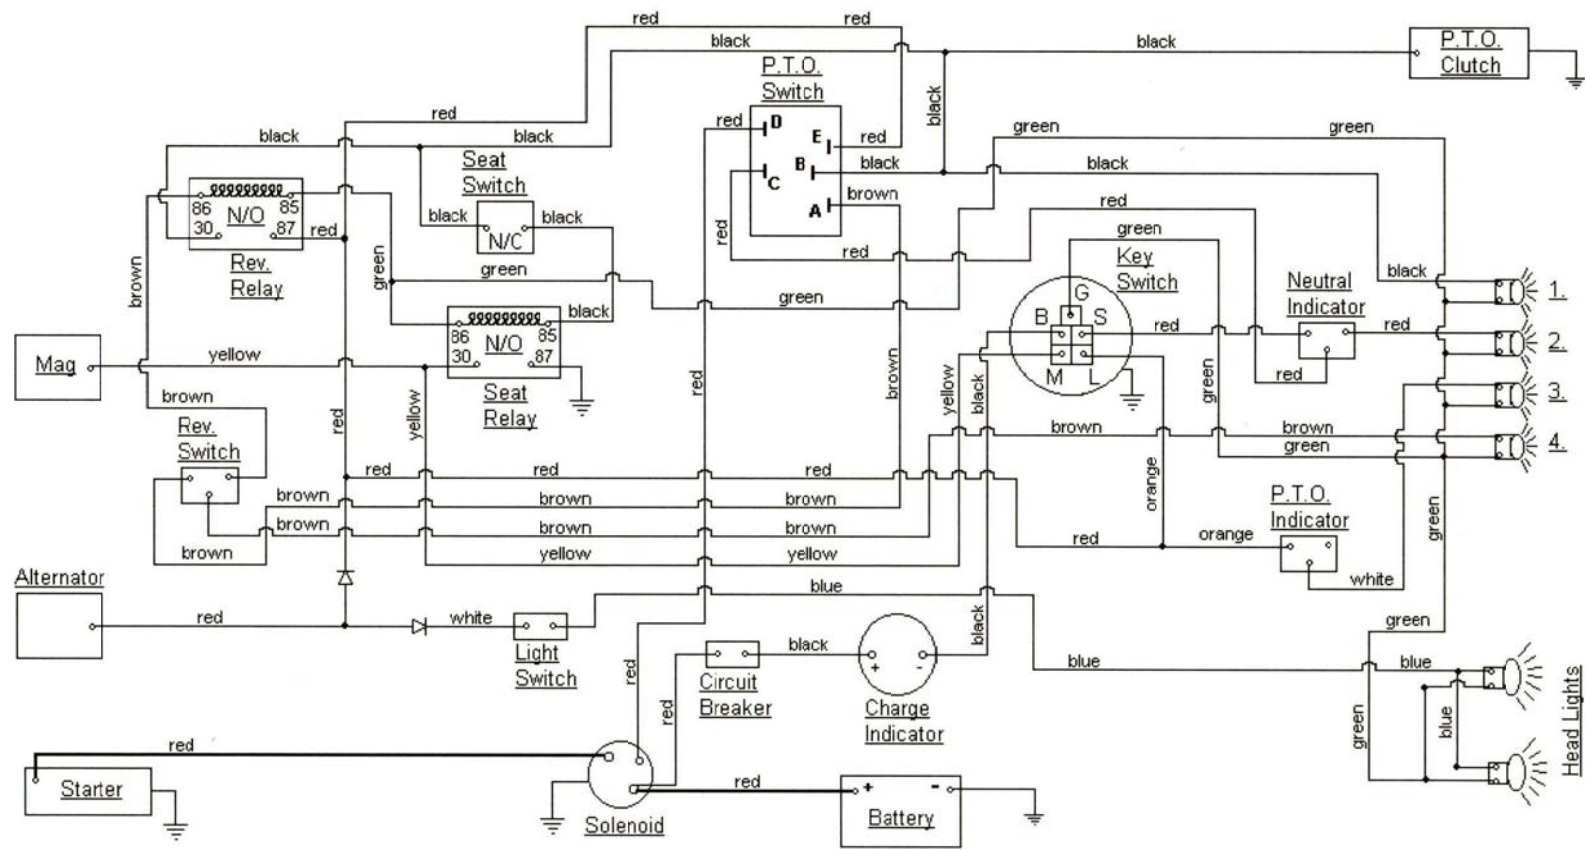 red red
black black
P.T.O.
Clutch
P.T.O.
Switch
red
black black
red D E red
black
green green
Seat
Switch
B black black
C
brown
A
86 85
N/O
30 87
red
black black
N/C
red
red
red
green
Rev.
Relay
brown
green
green
green
black
Key
Switch
black 1.
Neutral
Indicator
G
B S
red red 2.
M L
86 85
N/O
30 87
Seat
Relay
Mag
yellow
red
brown
yellow
black
green
red
3.
brown
Rev.
Switch
red
yellow
brown brown
green
4.
red red red
orange
P.T.O.
Indicator
brown brown brown
brown brown brown
red orange
green
brown
yellow yellow
white
Alternator
blue
red white
Light
Switch
red
black
black
green
Circuit
Breaker
red
+ -
Charge
Indicator
blue blue
green
blue
Head Lights
red
Starter
Solenoid
red
+ -
Battery